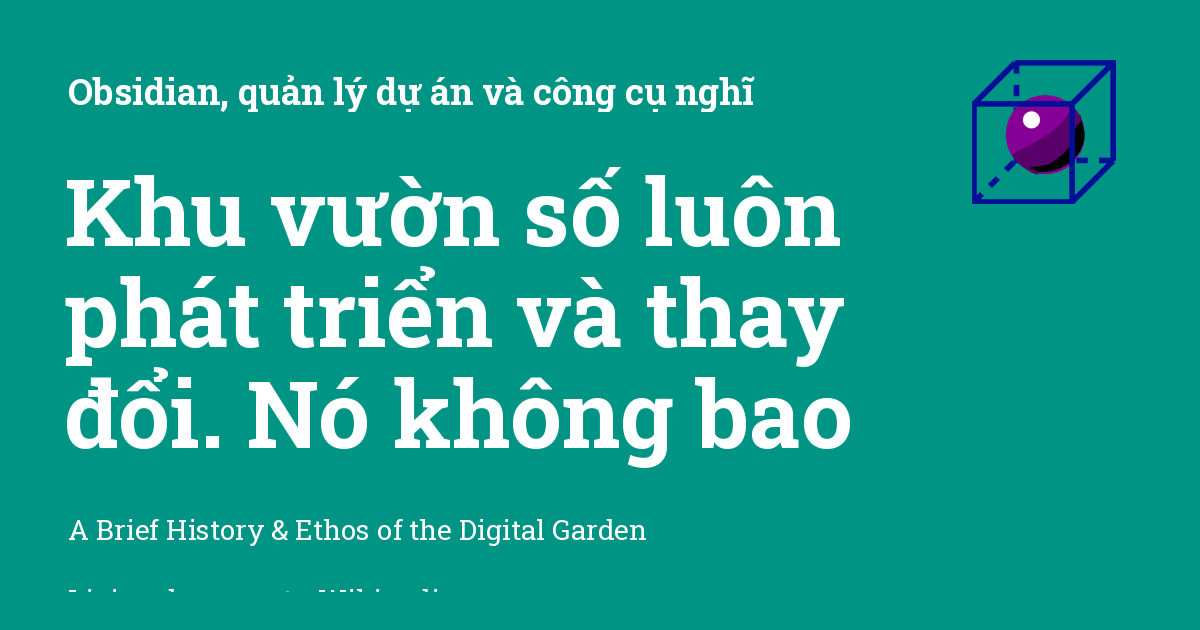 Obsidian, quản lý dự án và công cụ nghĩ
Khu vườn số luôn
phát triển và thay
đổi. Nó không bao
A Brief History & Ethos of the Digital Garden